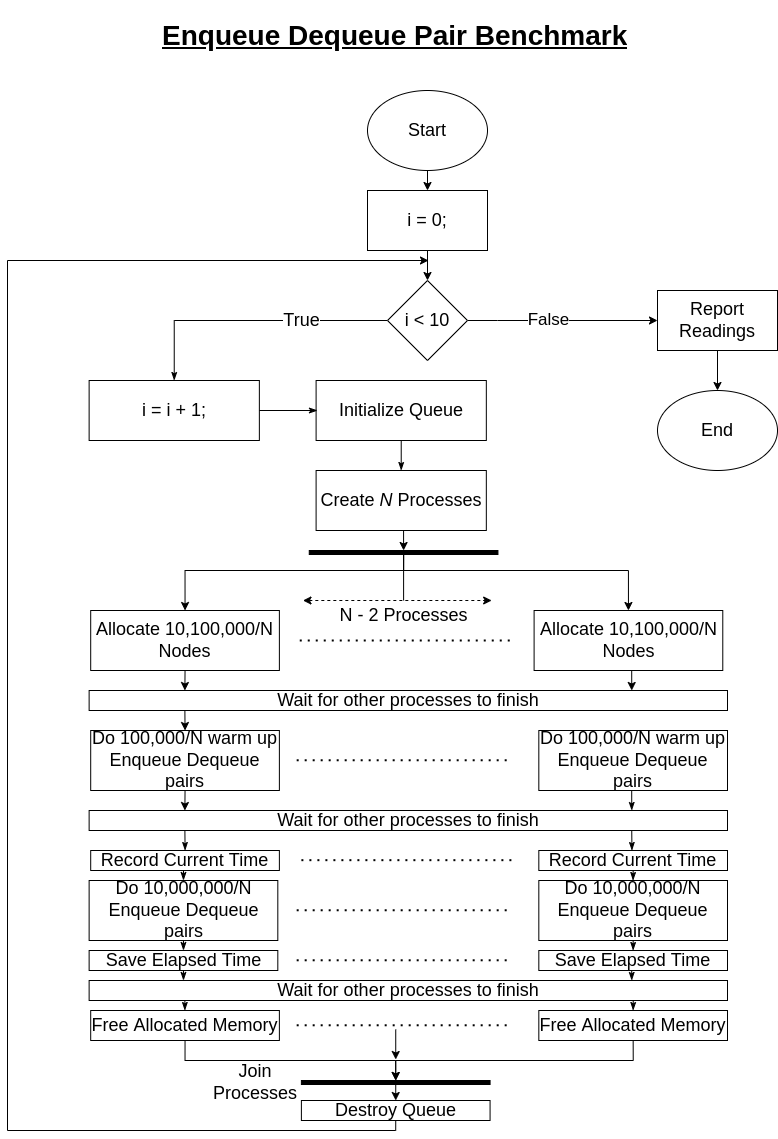 Enqueue Dequeue Pair Benchmark
Start
i = 0;
i < 10
True
False
Report
Readings
i = i + 1;
Initialize Queue
End
Create N Processes
N - 2 Processes
Allocate 10,100,000/N
Nodes
Allocate 10,100,000/N
Nodes
Wait for other processes to finish
Do 100,000/N warm up
Enqueue Dequeue
pairs
Do 100,000/N warm up
Enqueue Dequeue
pairs
Wait for other processes to finish
Record Current Time
Record Current Time
Do 10,000,000/N
Enqueue Dequeue
pairs
Do 10,000,000/N
Enqueue Dequeue
pairs
Save Elapsed Time
Save Elapsed Time
Wait for other processes to finish
Free Allocated Memory
Free Allocated Memory
Join
Processes
Destroy Queue